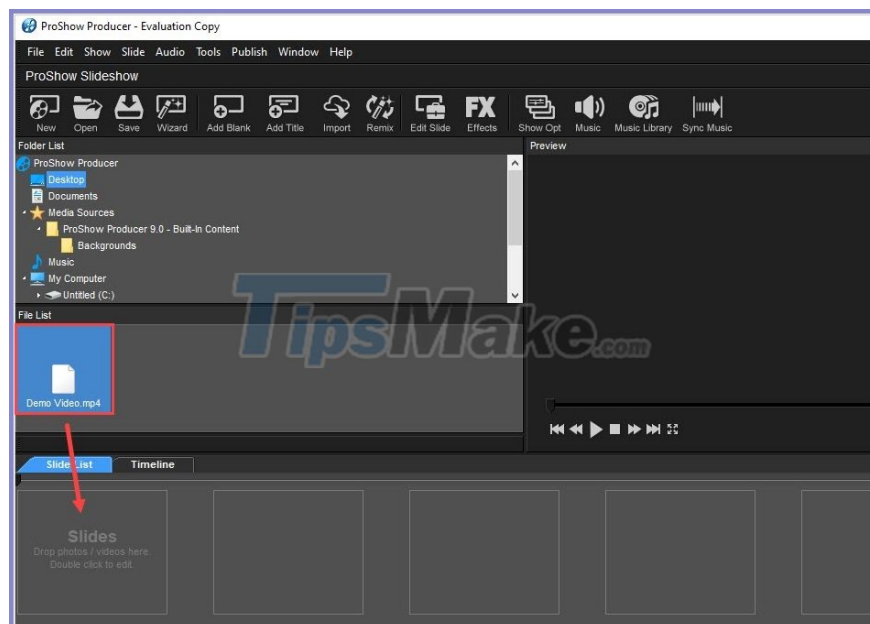 ProShow Producer - Evaluation Copy
File Edit Show Slide Audio Tools Publish Window Help
ProShow Slideshow
New Open Save Wizard Add Blank Add Title Import Remix Edit Slide FX Effects Show Opt Music Music Library Sync Music
Folder List
Preview
ProShow Producer
Desktop
Documents
Media Sources
ProShow Producer 9.0 - Built-In Content
Backgrounds
Music
My Computer
Untitled (C:)
TipsMake.com
File List
Demo Video.mp4
Slide List Timeline
Slides
Drop photos / videos here.
Double click to edit.